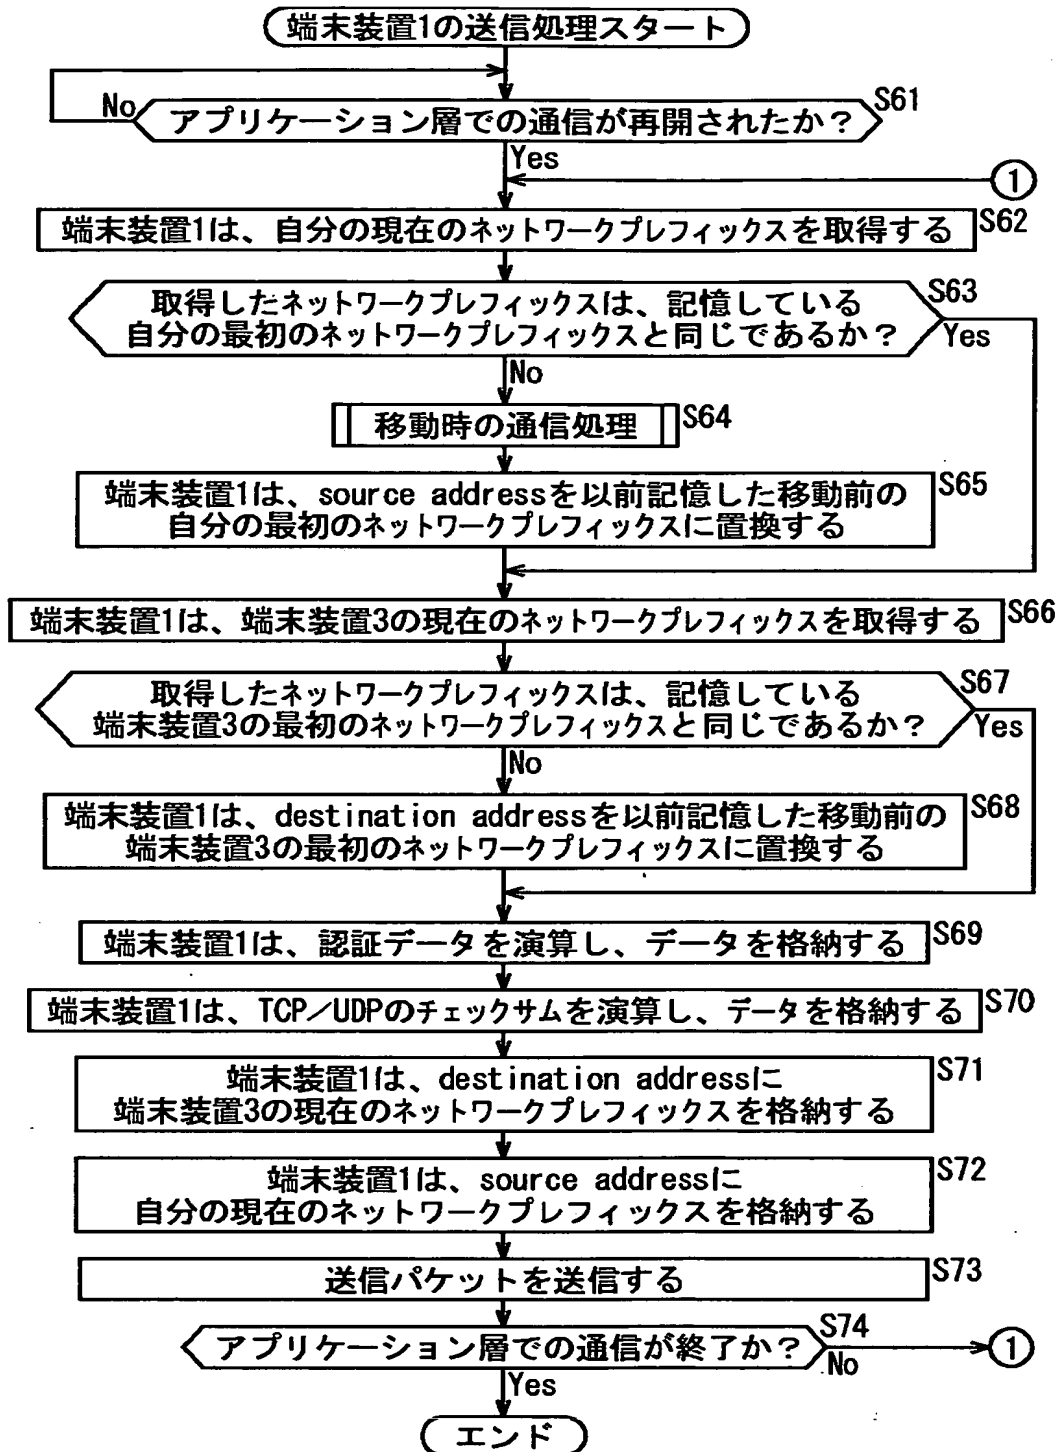 端末装置1の送信処理スタート
No
アプリケーション層での通信が再開されたか?
S61
Yes
1
端末装置1は、自分の現在のネットワークプレフィックスを取得する
S62
取得したネットワークプレフィックスは、記憶している
自分の最初のネットワークプレフィックスと同じであるか?
S63
Yes
No
移動時の通信処理
S64
端末装置1は、source addressを以前記憶した移動前の
自分の最初のネットワークプレフィックスに置換する
S65
端末装置1は、端末装置3の現在のネットワークプレフィックスを取得する
S66
取得したネットワークプレフィックスは、記憶している
端末装置3の最初のネットワークプレフィックスと同じであるか?
S67
Yes
No
端末装置1は、destination addressを以前記憶した移動前の
端末装置3の最初のネットワークプレフィックスに置換する
S68
端末装置1は、認証データを演算し、データを格納する
S69
端末装置1は、TCP/UDPのチェックサムを演算し、データを格納する
S70
端末装置1は、destination addressに
端末装置3の現在のネットワークプレフィックスを格納する
S71
端末装置1は、source addressに
自分の現在のネットワークプレフィックスを格納する
S72
送信パケットを送信する
S73
アプリケーション層での通信が終了か?
S74
No
1
Yes
エンド